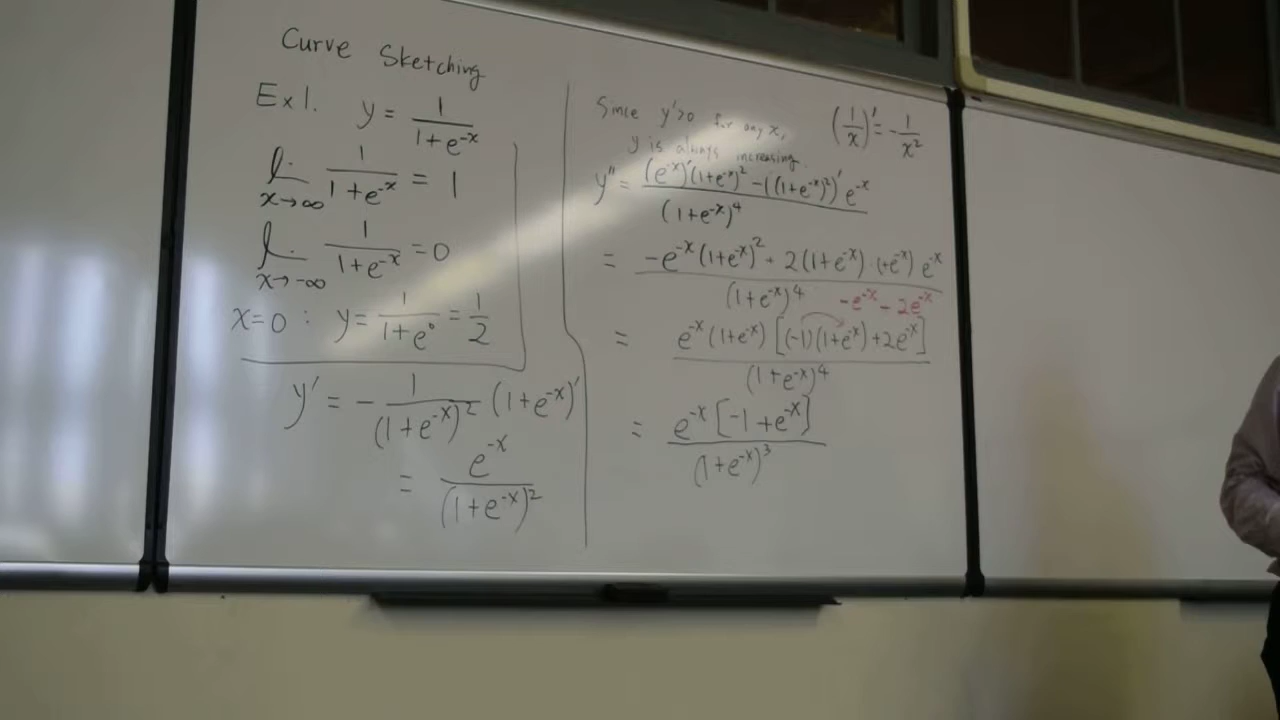 Curve Sketching
Ex1. y = 1/(1+e^{-x})
lim x→∞ 1/(1+e^{-x}) = 1
lim x→-∞ 1/(1+e^{-x}) = 0
x=0 : y = 1/(1+e^0) = 1/2
y' = - 1/(1+e^{-x})^2 (1+e^{-x})'
= e^{-x}/(1+e^{-x})^2
Since y'>0 for any x,
y is always increasing.
(1/x)' = -1/x^2
y'' = ((e^{-x})'(1+e^{-x})^2 - ((1+e^{-x})^2)' e^{-x})/(1+e^{-x})^4
= (-e^{-x}(1+e^{-x})^2 + 2(1+e^{-x})·(+e^{-x}) e^{-x})/(1+e^{-x})^4
-e^{-x} - 2e^{-x}
= e^{-x}(1+e^{-x})[(-1)(1+e^{-x})+2e^{-x}]/(1+e^{-x})^4
= e^{-x}[-1+e^{-x}]/(1+e^{-x})^3